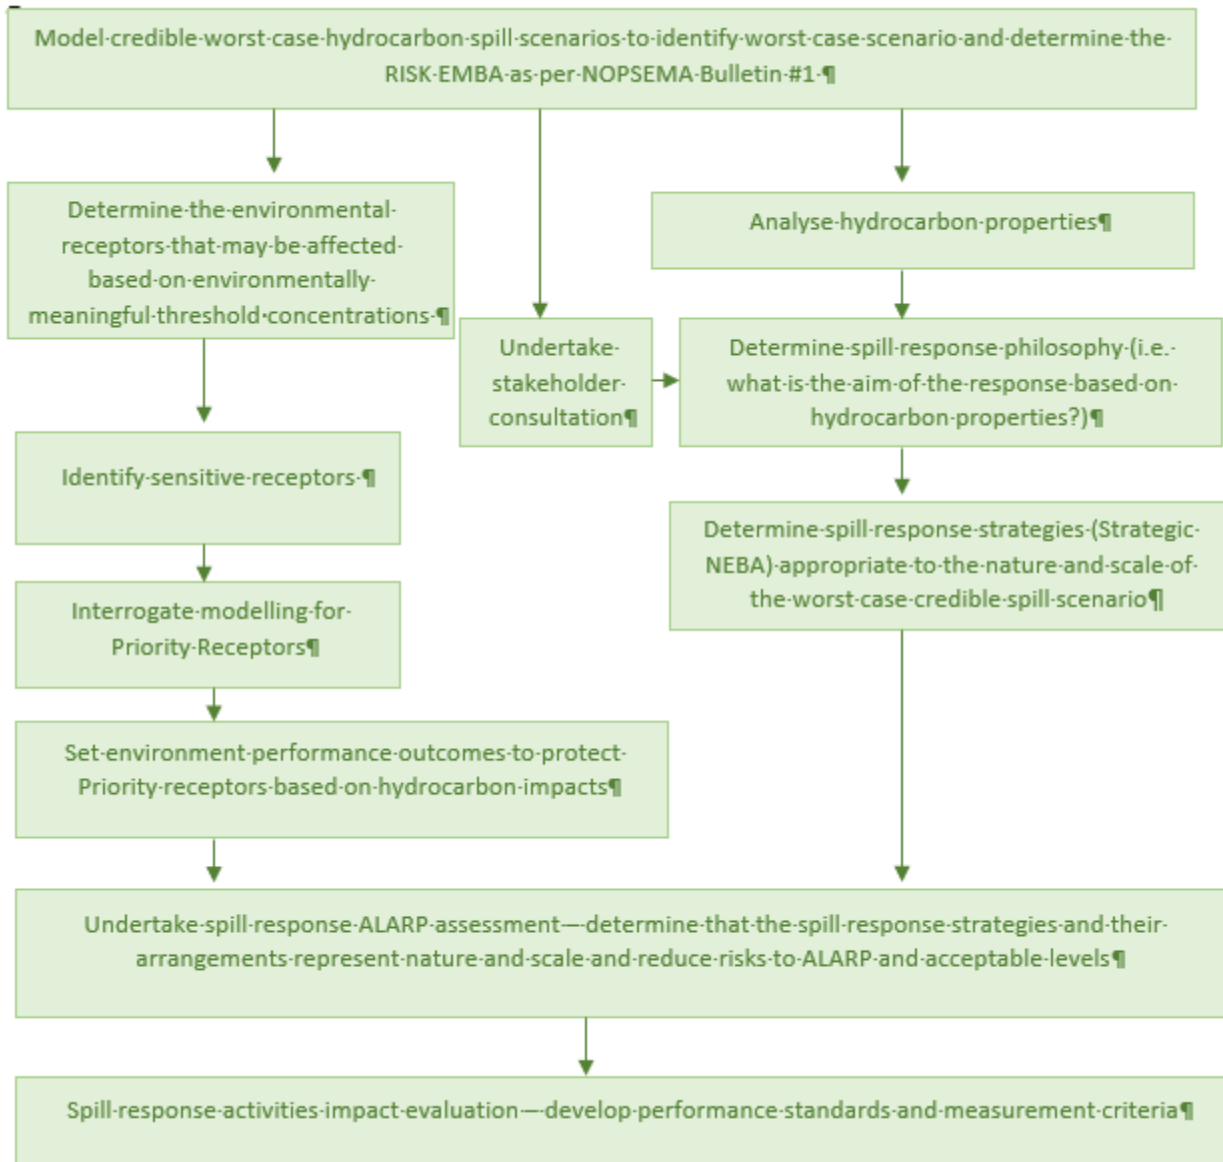 Model·credible·worst·case·hydrocarbon·spill·scenarios·to·identify·worst·case·scenario·and·determine·the·
RISK·EMBA·as·per·NOPSEMA·Bulletin·#1·¶
Determine·the·environmental·
receptors·that·may·be·affected·
based·on·environmentally·
meaningful·threshold·concentrations·¶
Analyse·hydrocarbon·properties¶
Undertake·
stakeholder·
consultation¶
Determine·spill·response·philosophy·(i.e.·
what·is·the·aim·of·the·response·based·on·
hydrocarbon·properties?)¶
Identify·sensitive·receptors·¶
Determine·spill·response·strategies·(Strategic·
NEBA)·appropriate·to·the·nature·and·scale·of·
the·worst·case·credible·spill·scenario¶
Interrogate·modelling·for·
Priority·Receptors¶
Set·environment·performance·outcomes·to·protect·
Priority·receptors·based·on·hydrocarbon·impacts¶
Undertake·spill·response·ALARP·assessment·—·determine·that·the·spill·response·strategies·and·their·
arrangements·represent·nature·and·scale·and·reduce·risks·to·ALARP·and·acceptable·levels¶
Spill·response·activities·impact·evaluation·—·develop·performance·standards·and·measurement·criteria¶